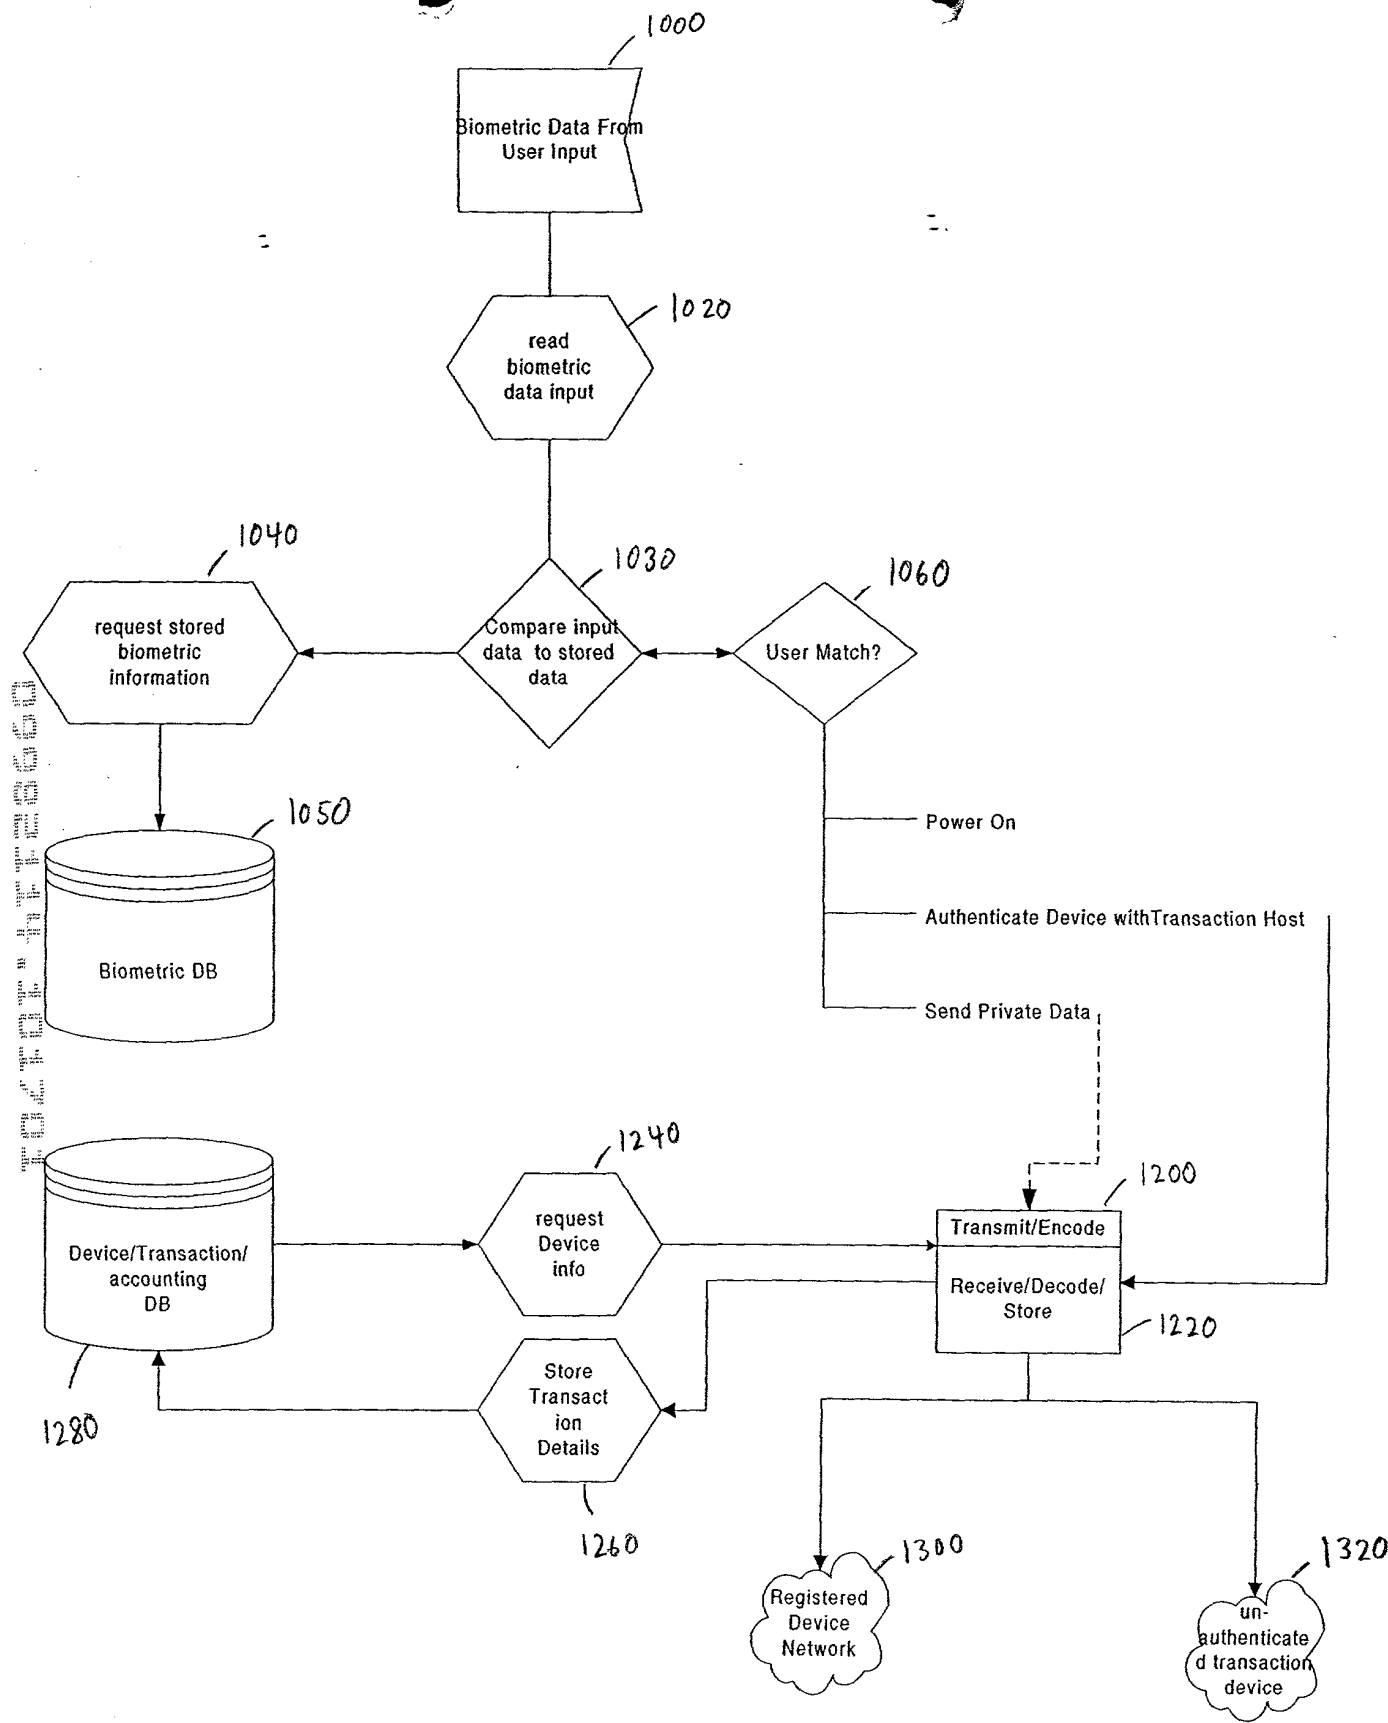 1000
Biometric Data From
User Input
1020
read
biometric
data input
1040
request stored
biometric
information
1030
Compare input
data to stored
data
1060
User Match?
1050
Biometric DB
Power On
Authenticate Device withTransaction Host
Send Private Data
1240
request
Device
info
1200
Transmit/Encode
Receive/Decode/
Store
1220
Device/Transaction/
accounting
DB
1280
Store
Transact
ion
Details
1260
1300
Registered
Device
Network
1320
un-
authenticate
d transaction
device